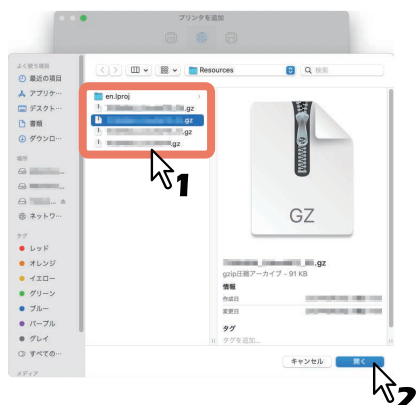 プリンタを追加
よく使う項目
最近の項目
アプリケ…
デスクト…
書類
ダウンロ…
場所
ネットワ…
タグ
レッド
オレンジ
イエロー
グリーン
ブルー
パープル
グレイ
すべての…
メディア
Resources
検索
en.lproj
.gz
.gz
.gz
.gz
1
GZ
.gz
gzip圧縮アーカイブ - 91 KB
情報
作成日
変更日
タグ
タグを追加...
キャンセル
開く
2